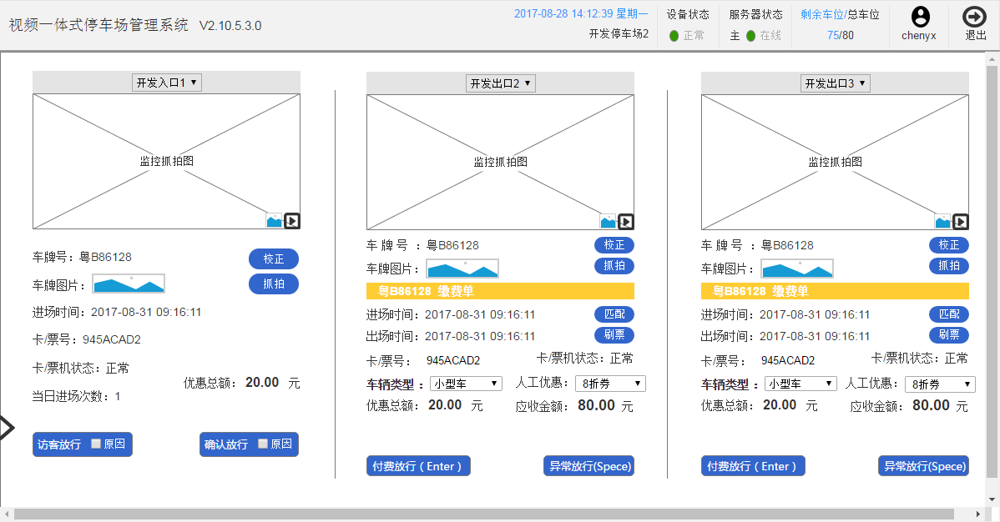 视频一体式停车场管理系统 V2.10.5.3.0
2017-08-28 14:12:39 星期一
开发停车场2
设备状态
正常
服务器状态
主 在线
剩余车位/总车位
75/80
chenyx
退出
开发入口1 ▼
监控抓拍图
车牌号：粤B86128
校正
车牌图片：
抓拍
进场时间：2017-08-31 09:16:11
卡/票号：945ACAD2
卡/票机状态：正常
优惠总额： 20.00 元
当日进场次数：1
访客放行 原因
确认放行 原因
开发出口2 ▼
监控抓拍图
车 牌 号 ：粤B86128
校正
车牌图片：
抓拍
粤B86128 缴费单
进场时间：2017-08-31 09:16:11
匹配
出场时间：2017-08-31 09:16:11
刷票
卡/票号： 945ACAD2
卡/票机状态：正常
车辆类型 ： 小型车 ▼
人工优惠： 8折券 ▼
优惠总额： 20.00 元
应收金额： 80.00 元
付费放行（Enter）
异常放行(Spece)
开发出口3 ▼
监控抓拍图
车 牌 号 ：粤B86128
校正
车牌图片：
抓拍
粤B86128 缴费单
进场时间：2017-08-31 09:16:11
匹配
出场时间：2017-08-31 09:16:11
刷票
卡/票号： 945ACAD2
卡/票机状态：正常
车辆类型 ： 小型车 ▼
人工优惠： 8折券 ▼
优惠总额： 20.00 元
应收金额： 80.00 元
付费放行（Enter）
异常放行(Spece)